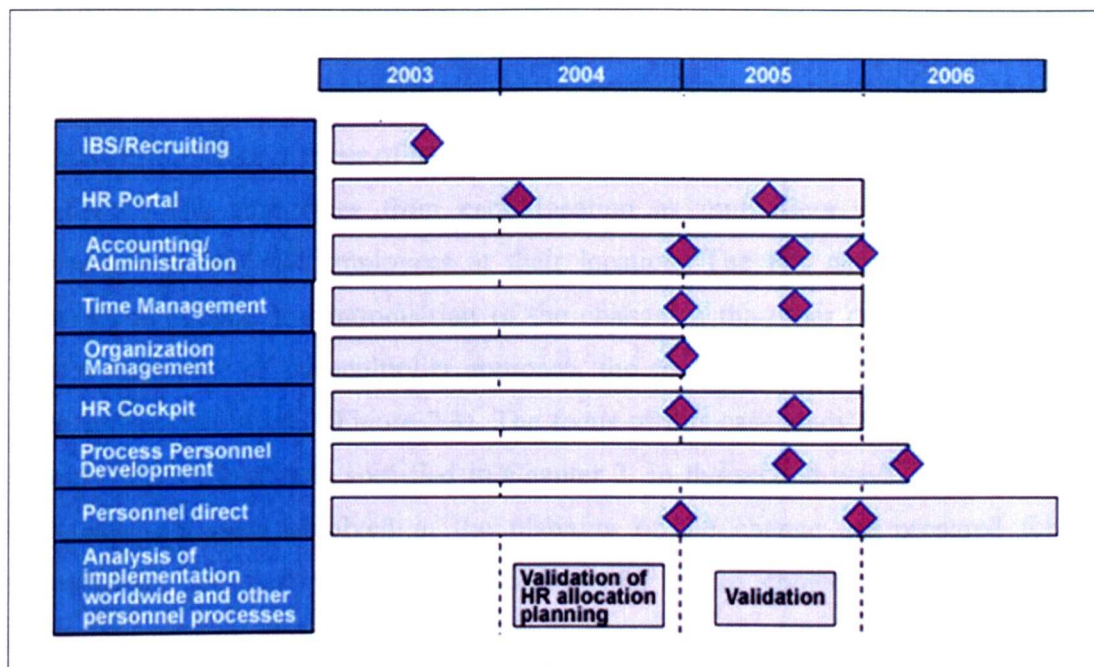 2003 2004 2005 2006
IBS/Recruiting
HR Portal
Accounting/
Administration
Time Management
Organization
Management
HR Cockpit
Process Personnel
Development
Personnel direct
Analysis of
implementation
worldwide and other
personnel processes
Validation of
HR allocation
planning
Validation